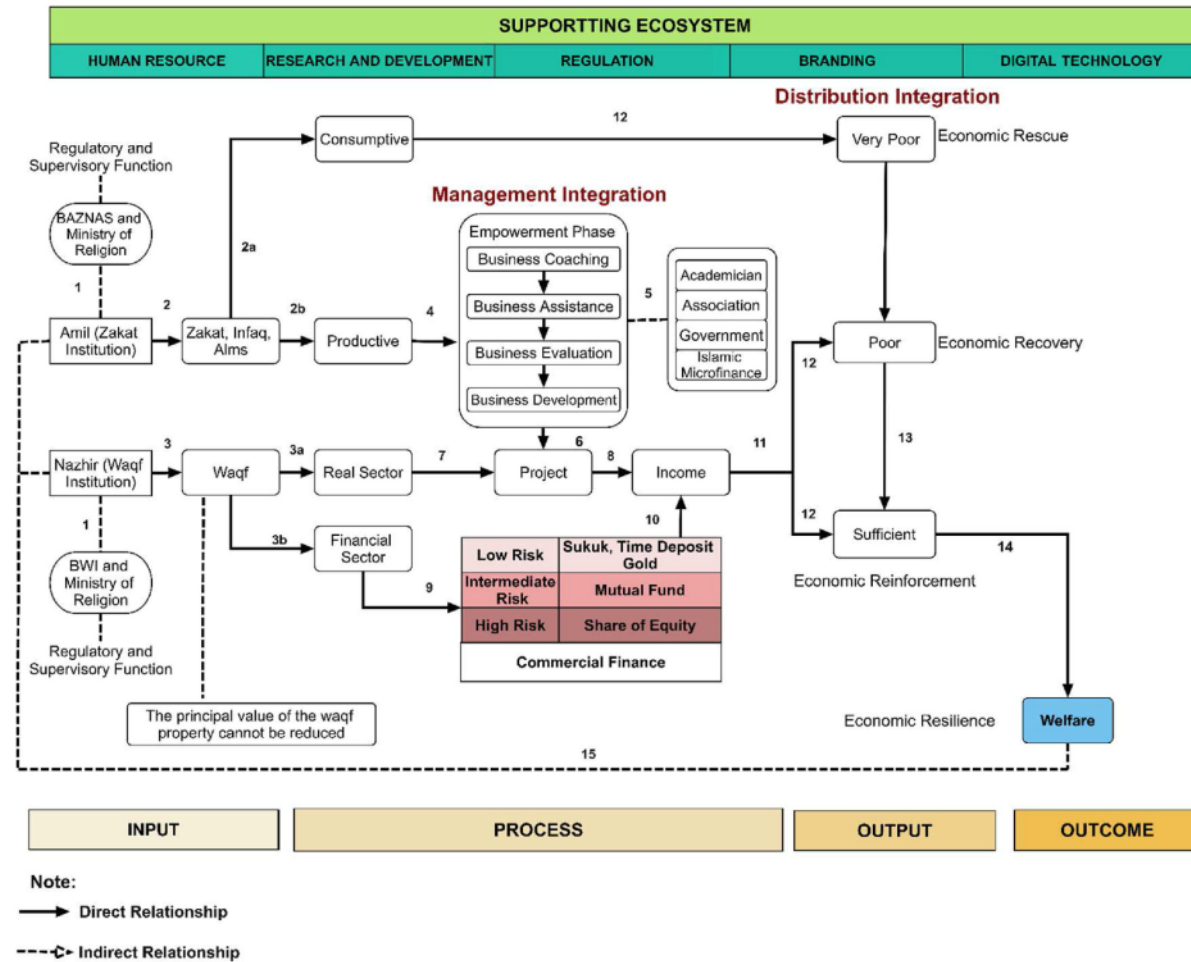 SUPPORTTING ECOSYSTEM
HUMAN RESOURCE
RESEARCH AND DEVELOPMENT
REGULATION
BRANDING
DIGITAL TECHNOLOGY
Distribution Integration
12
Consumptive
Very Poor
Economic Rescue
Regulatory and
Supervisory Function
Management Integration
BAZNAS and
Ministry of
Religion
2a
Empowerment Phase
Business Coaching
Business Assistance
Business Evaluation
Business Development
5
Academician
Association
Government
Islamic
Microfinance
1
2
2b
4
Amil (Zakat
Institution)
Zakat, Infaq,
Alms
Productive
Poor
Economic Recovery
12
13
3
3a
7
6
8
11
Nazhir (Waqf
Institution)
Waqf
Real Sector
Project
Income
1
10
12
Sufficient
14
3b
Financial
Sector
BWI and
Ministry of
Religion
9
Low Risk
Sukuk, Time Deposit
Gold
Intermediate
Risk
Mutual Fund
High Risk
Share of Equity
Commercial Finance
Economic Reinforcement
Regulatory and
Supervisory Function
The principal value of the waqf
property cannot be reduced
Economic Resilience
Welfare
15
INPUT
PROCESS
OUTPUT
OUTCOME
Note:
Direct Relationship
Indirect Relationship